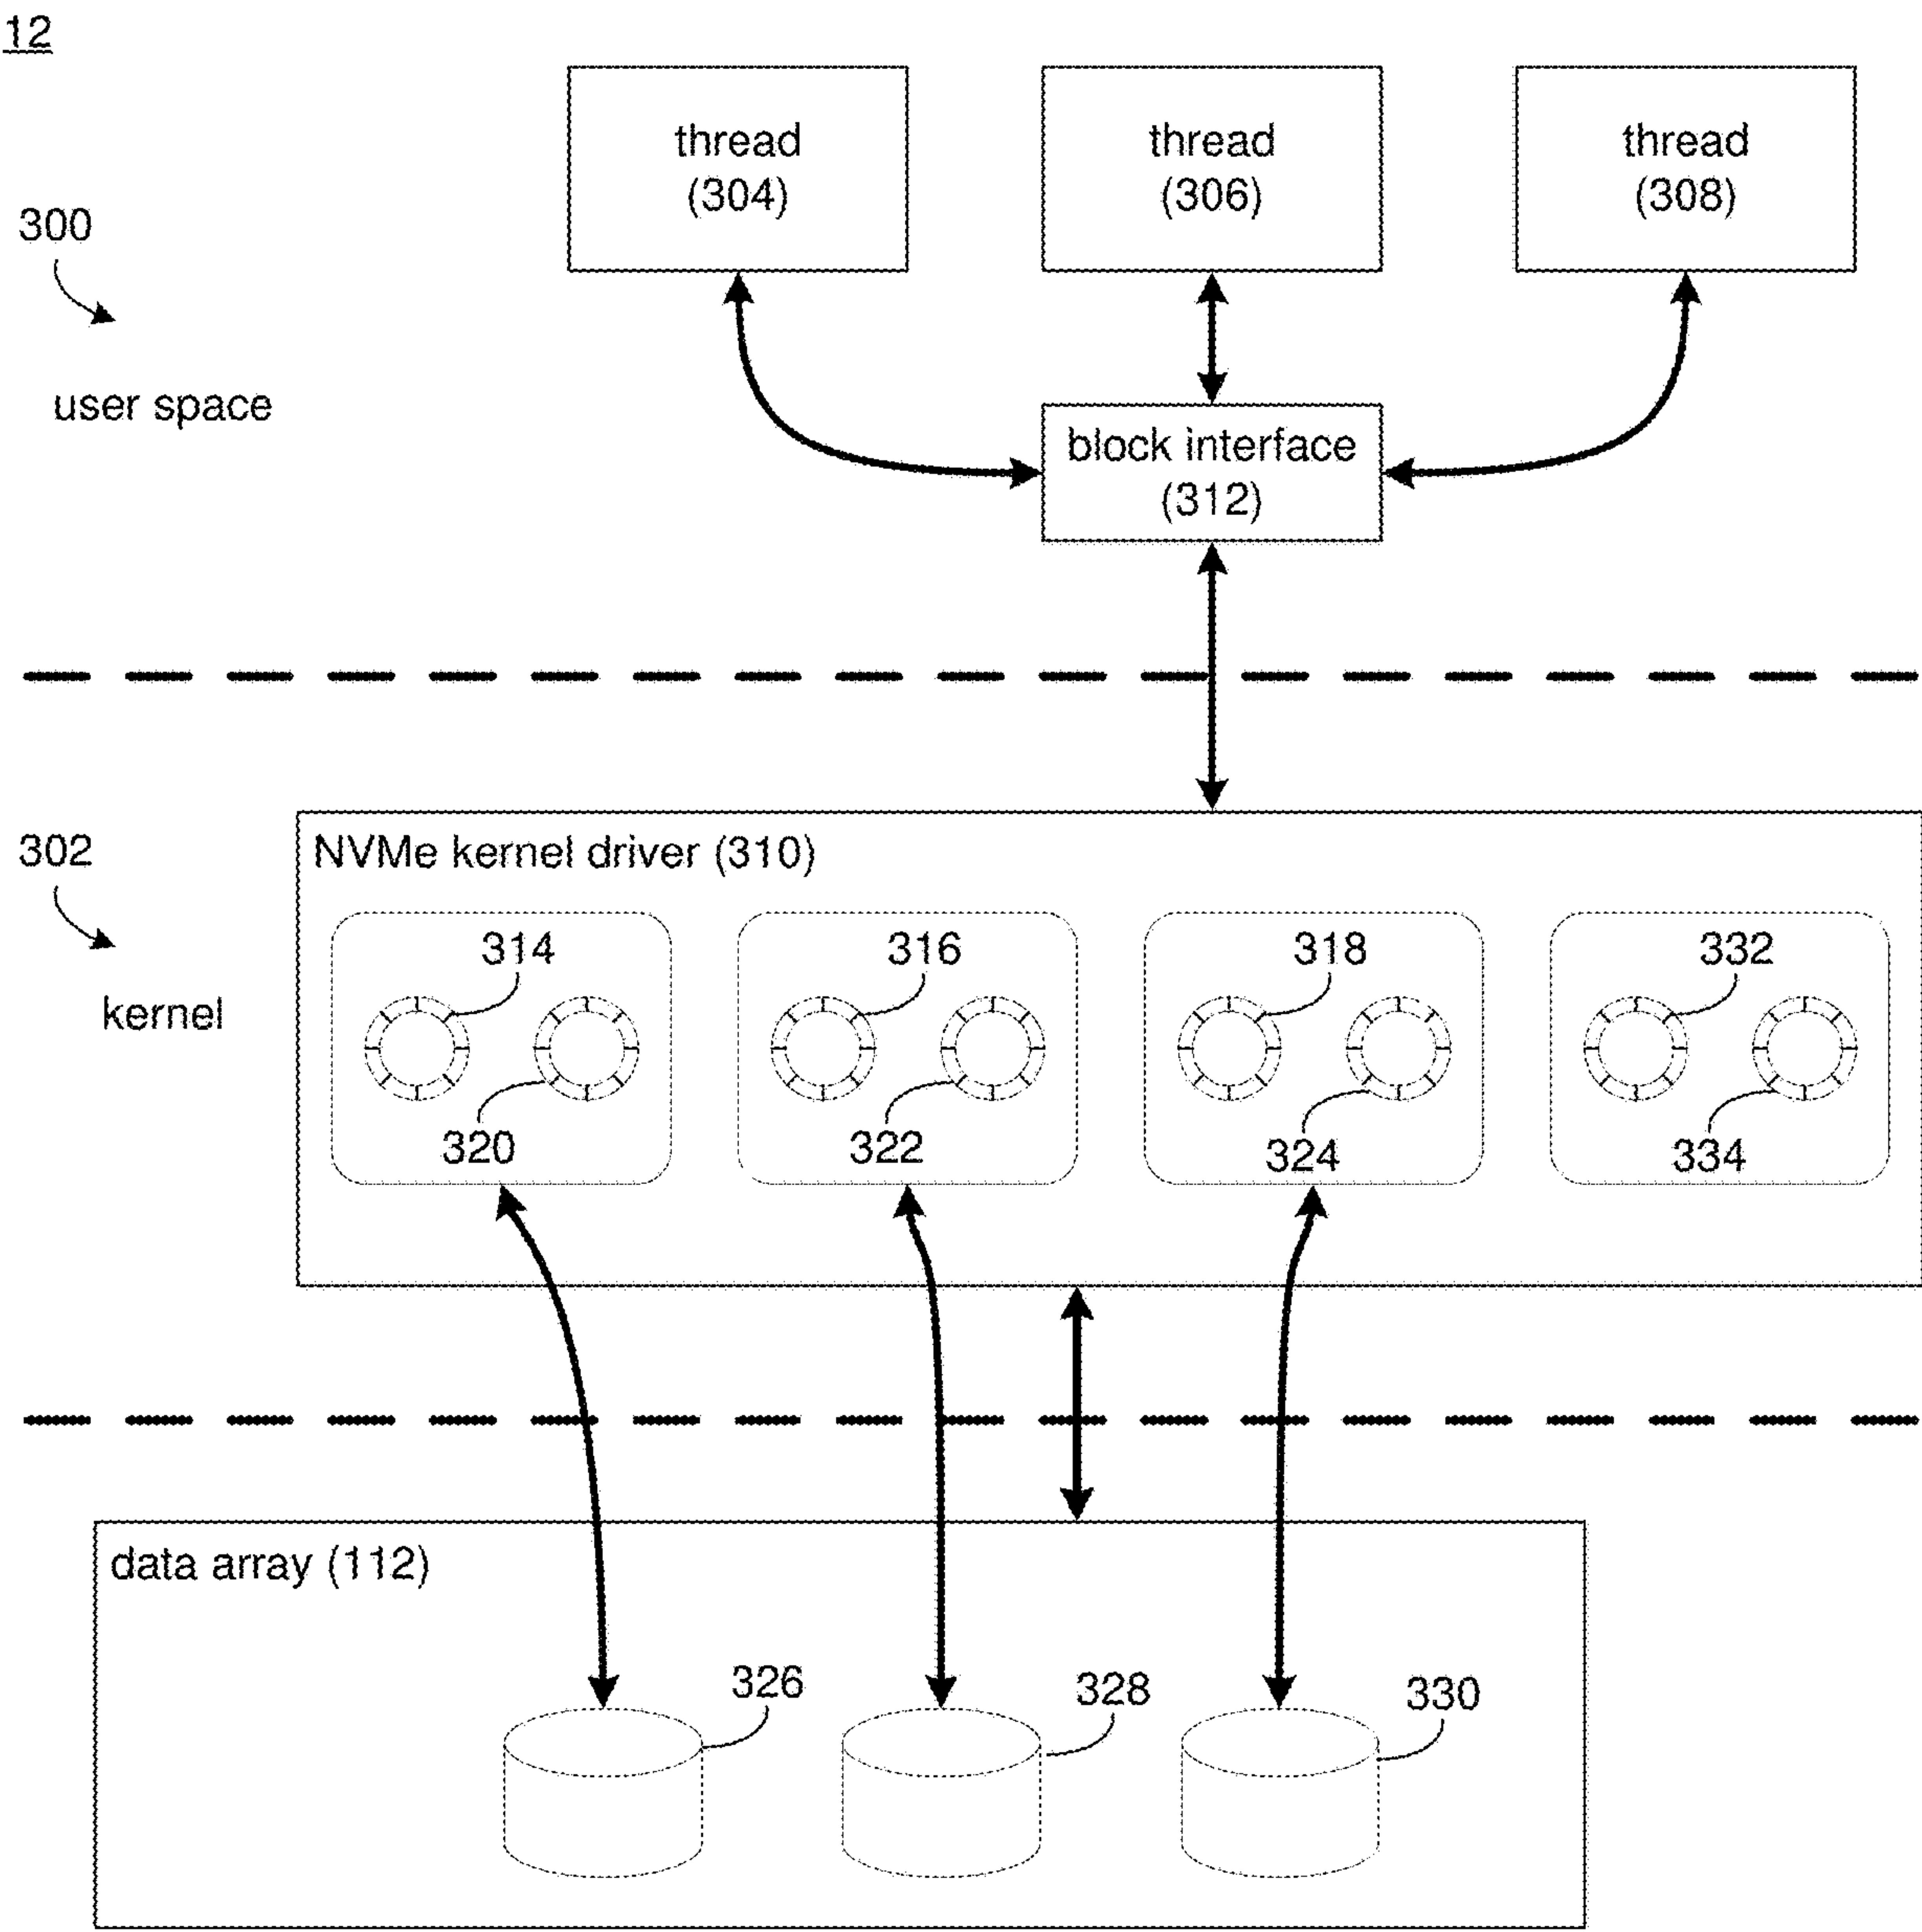 12
thread
(304)
thread
(306)
thread
(308)
300
user space
block interface
(312)
302
kernel
NVMe kernel driver (310)
314
316
318
332
320
322
324
334
data array (112)
326
328
330